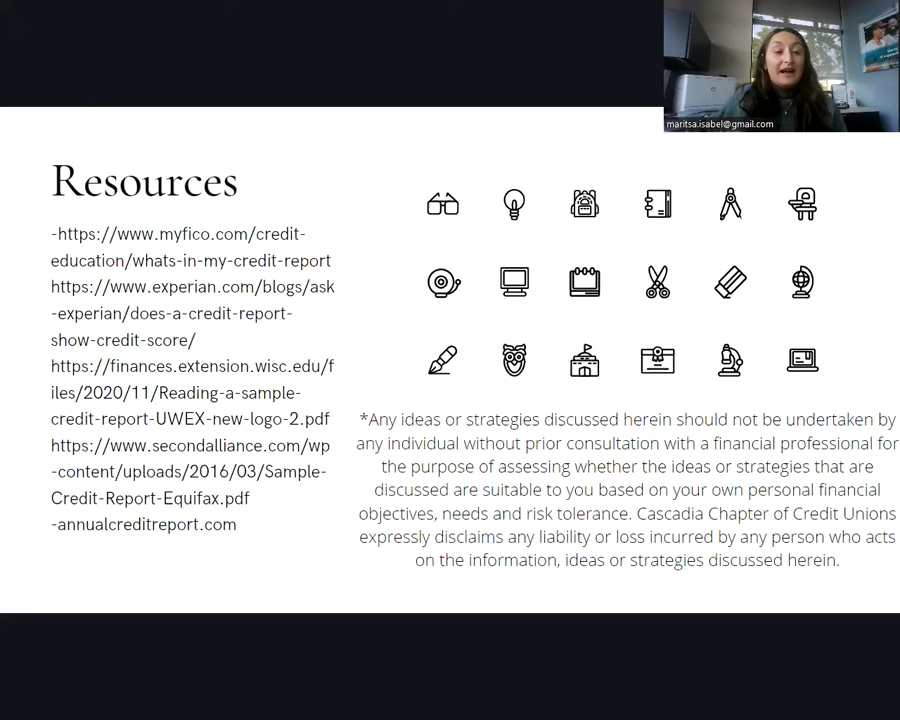 maritsa.isabel@gmail.com
Resources
-https://www.myfico.com/credit-
education/whats-in-my-credit-report
https://www.experian.com/blogs/ask
-experian/does-a-credit-report-
show-credit-score/
https://finances.extension.wisc.edu/f
iles/2020/11/Reading-a-sample-
credit-report-UWEX-new-logo-2.pdf
https://www.secondalliance.com/wp
-content/uploads/2016/03/Sample-
Credit-Report-Equifax.pdf
-annualcreditreport.com
*Any ideas or strategies discussed herein should not be undertaken by
any individual without prior consultation with a financial professional for
the purpose of assessing whether the ideas or strategies that are
discussed are suitable to you based on your own personal financial
objectives, needs and risk tolerance. Cascadia Chapter of Credit Unions
expressly disclaims any liability or loss incurred by any person who acts
on the information, ideas or strategies discussed herein.